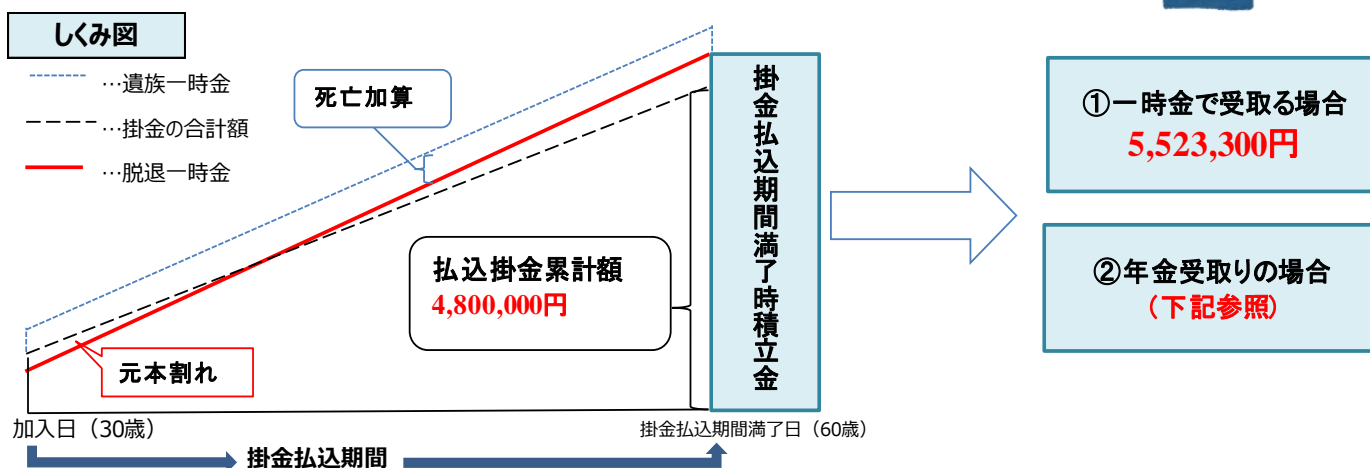 しくみ図
…遺族一時金
…掛金の合計額
…脱退一時金
死亡加算
元本割れ
払込掛金累計額
4,800,000円
掛金払込期間満了時積立金
①一時金で受取る場合
5,523,300円
②年金受取りの場合
(下記参照)
加入日(30歳)
掛金払込期間満了日(60歳)
掛金払込期間